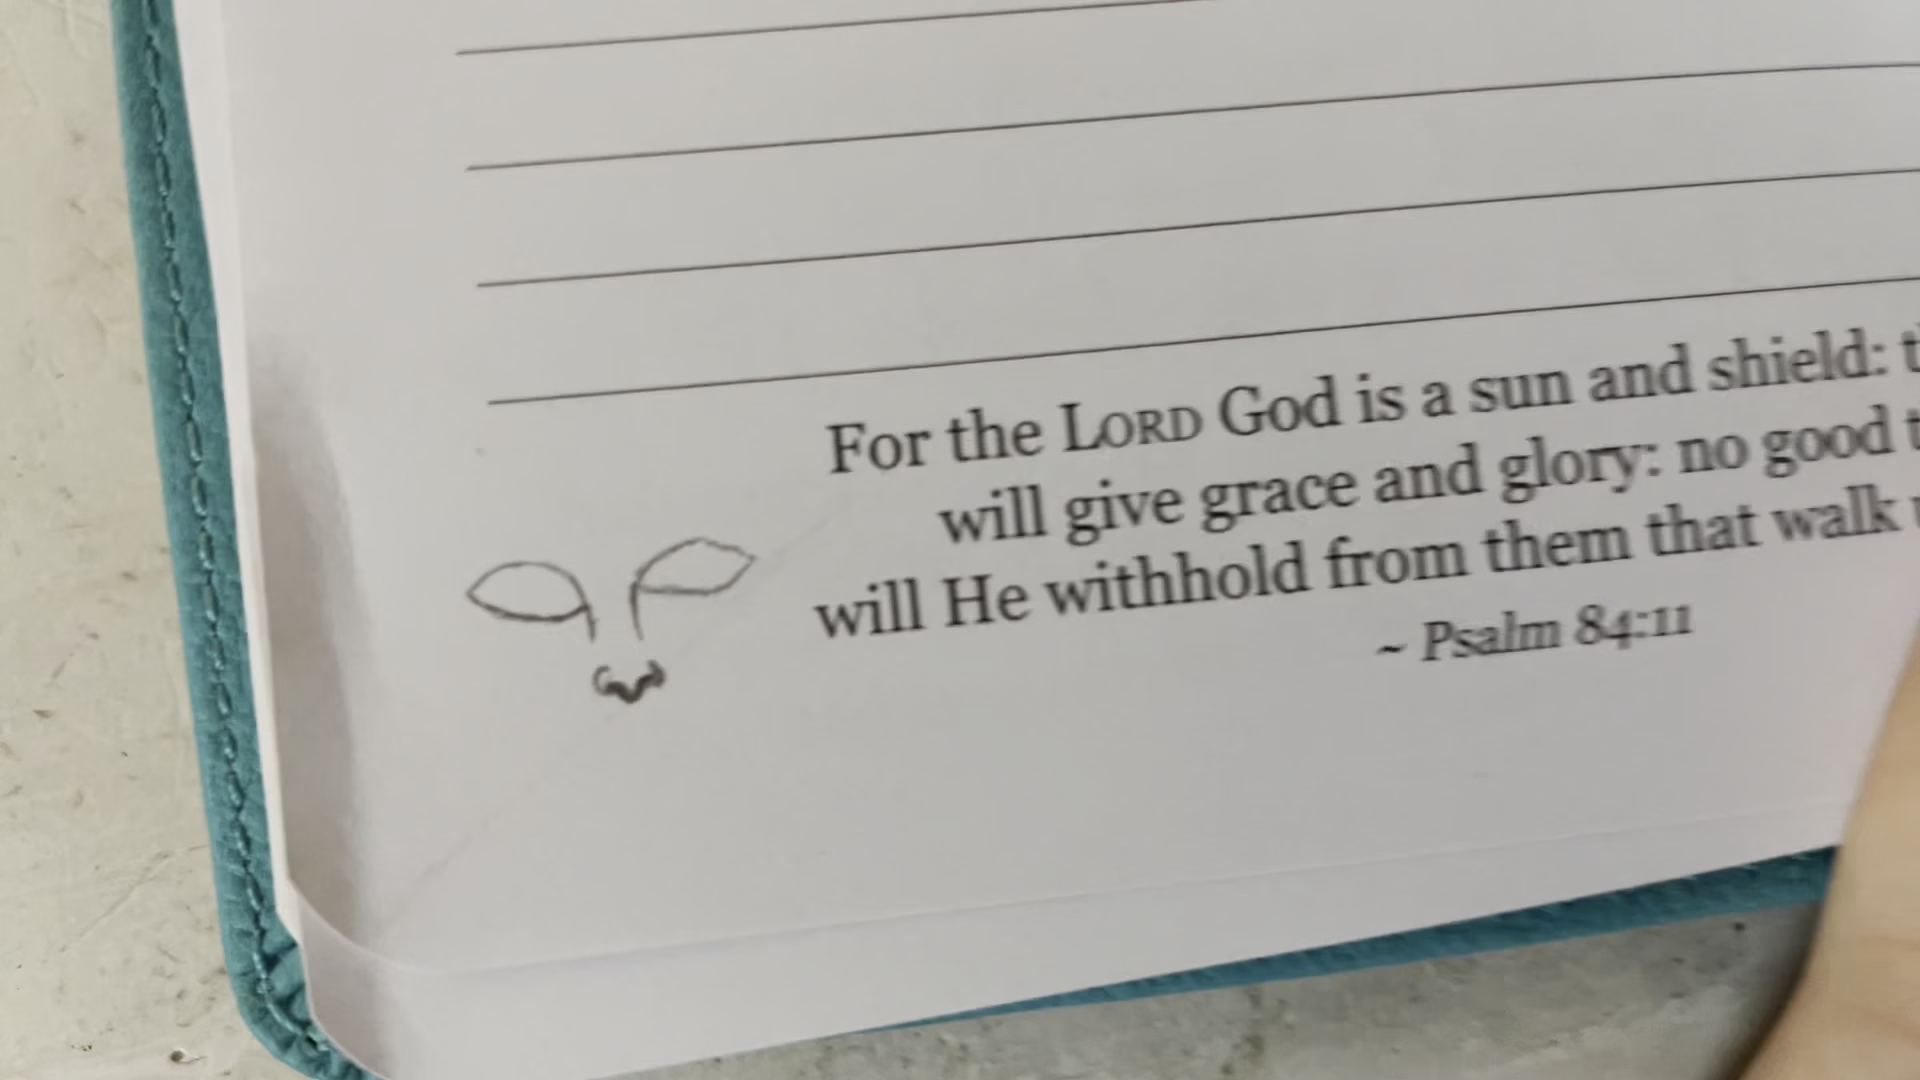 For the LORD God is a sun and shield: t
will give grace and glory: no good t
will He withhold from them that walk
~ Psalm 84:11